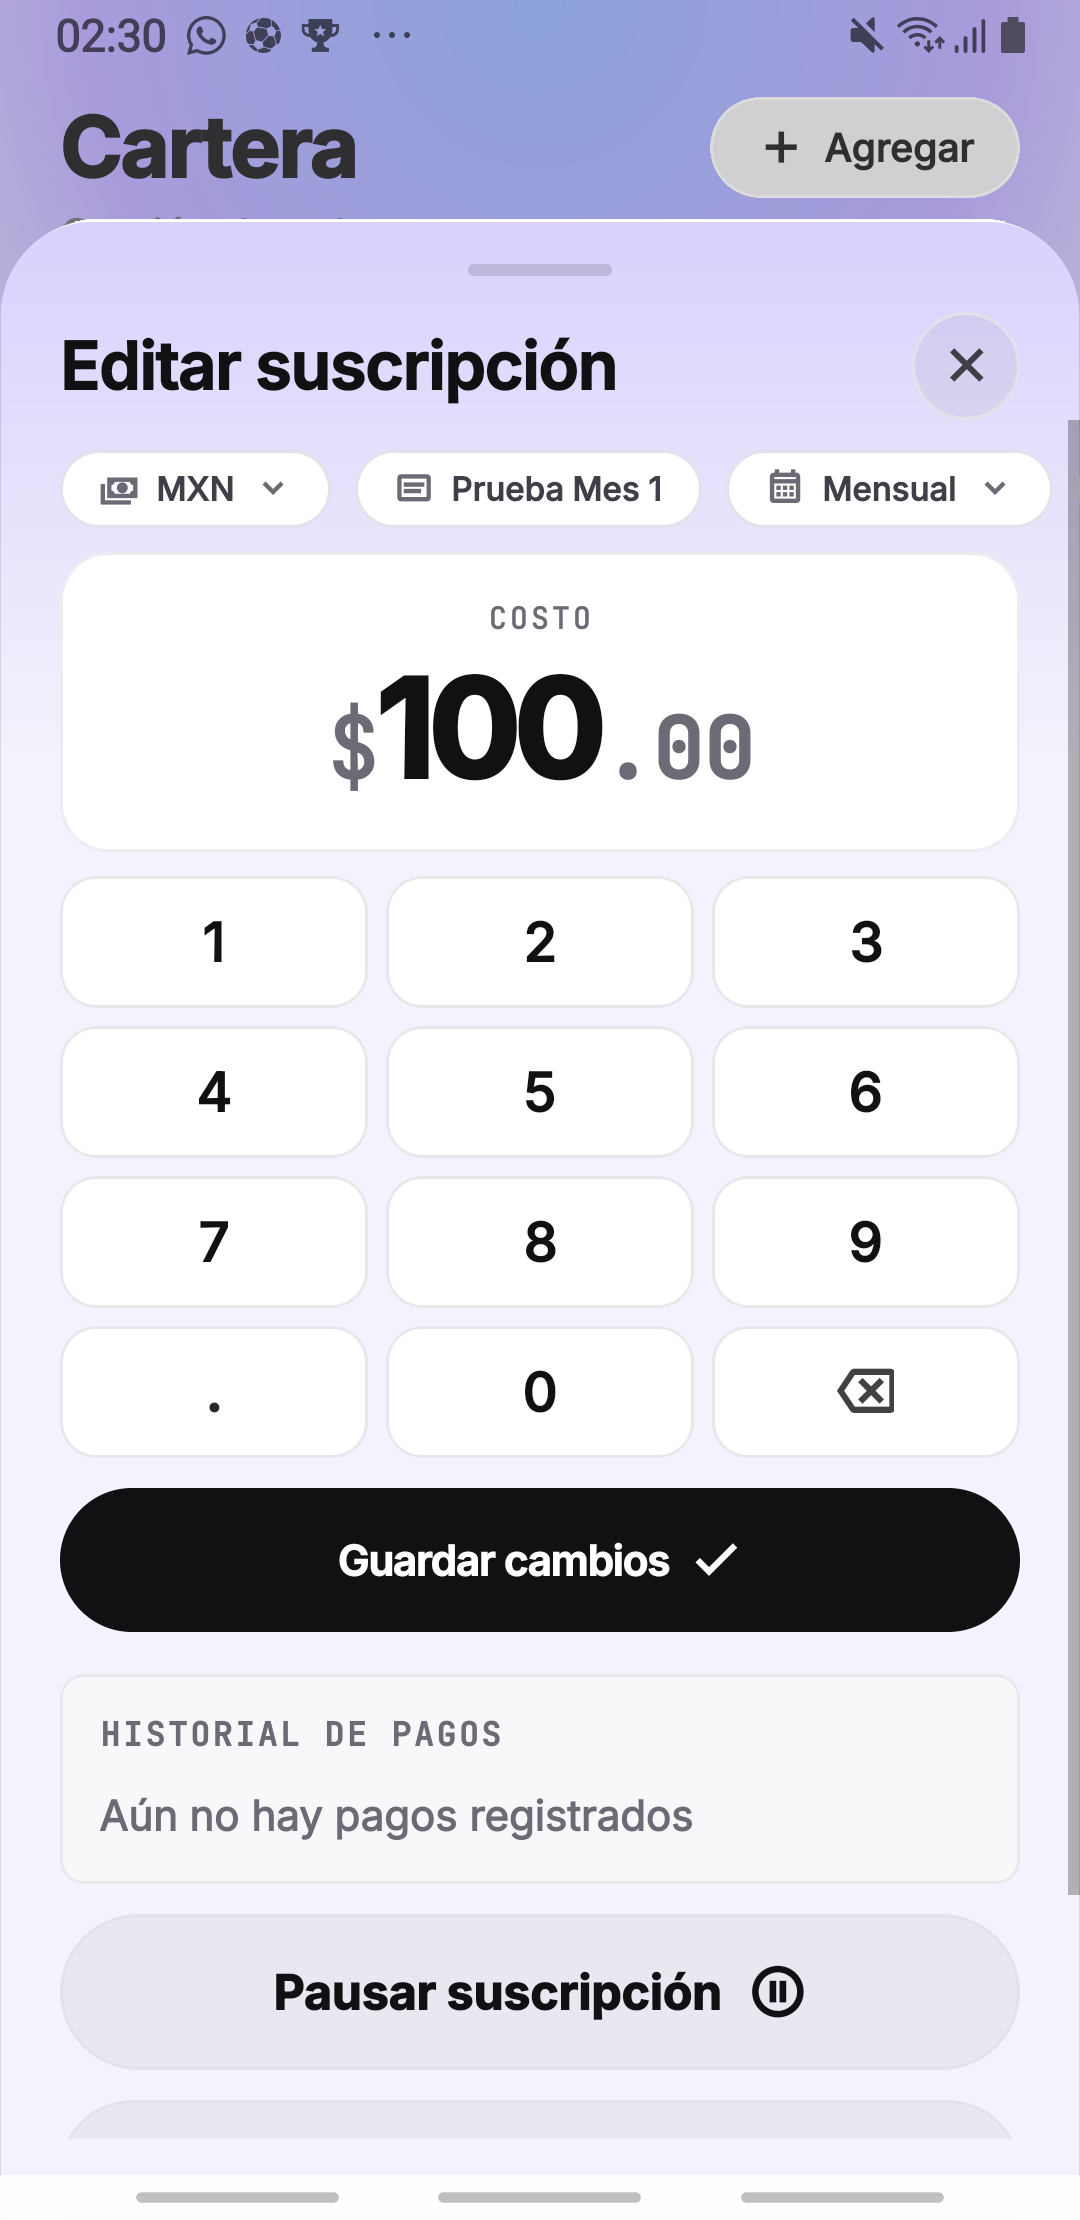 02:30
Cartera
+ Agregar
Editar suscripción
MXN
Prueba Mes 1
Mensual
COSTO
$100.00
1 2 3
4 5 6
7 8 9
. 0
Guardar cambios
HISTORIAL DE PAGOS
Aún no hay pagos registrados
Pausar suscripción